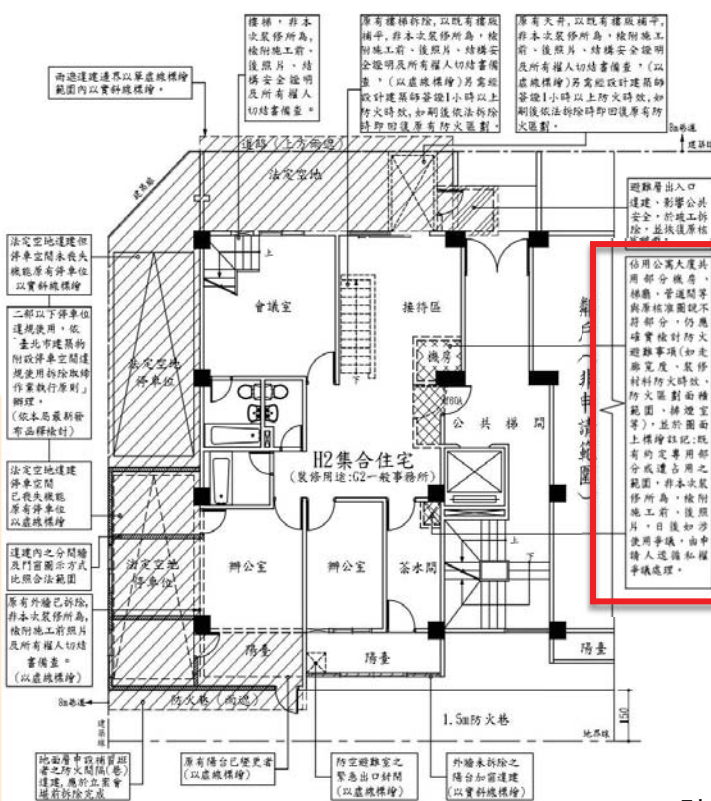 樓梯，非本
次裝修所為，檢
附施工前、
後照片、結
構安全證明
及所有權人
切結書備查。
原有樓梯拆除，以既有樓版補
平，非本次裝修所為，檢
附施工前、後照片、結構安
全證明及所有權人切結書備
查，（以虛線標繪）另需經
設計建築師簽證1小時以上
防火時效，如嗣後依法拆除
時即回復原有防火區劃。
原有天井，以既有樓版補平，
非本次裝修所為，檢附施工
前、後照片、結構安全證明
及所有權人切結書備查，（以
虛線標繪）另需經設計建築師
簽證1小時以上防火時效，如
嗣後依法拆除時即回復原有防
火區劃。
雨遮違建邊界以單虛線標繪
範圍內以實斜線標繪。
道路（上方雨遮）
8m巷道
建築線
法定空地
建築線
避難層出入口
違建、影響公共
安全，於竣工拆
除，並恢復原核
法定空地違建但
停車空間未喪失
機能原有停車位
以實斜線標繪
二部以下停車位
違規使用，依
「臺北市建築物
附設停車空間違
規使用拆除取締
作業執行原則」
辦理。
(依本局最新發
布函釋檢討)
法定空地違建
停車空間
已喪失機能
原有停車位
以虛線標繪
違建內之分間牆
及門窗圖示方式
比照合法範圍
原有外牆已拆除，
非本次裝修所為，
檢附施工前照片
及所有權人切結
書備查。
(以虛線標繪)
會議室
接待區
上
下
機房
f60A
公共梯間
鄰戶（非申請範圍）
法定空地
停車位
H2集合住宅
(裝修用途:G2一般事務所)
法定空地
停車位
辦公室
辦公室
茶水間
上
下
陽臺
陽臺
陽臺
佔用公寓大廈共
用部分機房、
梯廳、管道間等
與原核准圖說不
符部分，仍應
確實檢討防火
避難事項(如走
廊寬度、裝修
材料防火時效、
防火區劃面積
範圍、排煙室
等)，並於圖面
上標繪註記:既
有約定專用部
分或遭占用之
範圍，非本次裝
修所為，檢附
施工前、後照
片，日後如涉
使用爭議，由申
請人逕循私權
爭議處理。
8m巷道
建築線
防火巷（雨遮）
1.5m防火巷
地界線
150
地面層申設補習班
者之防火間隔(巷)
違建，應於立案會
勘前拆除完成
原有陽台已變更者
(以虛線標繪)
防空避難室之
緊急出口封閉
(以虛線標繪)
外牆未拆除之
陽台加窗違建
(以實斜線標繪)